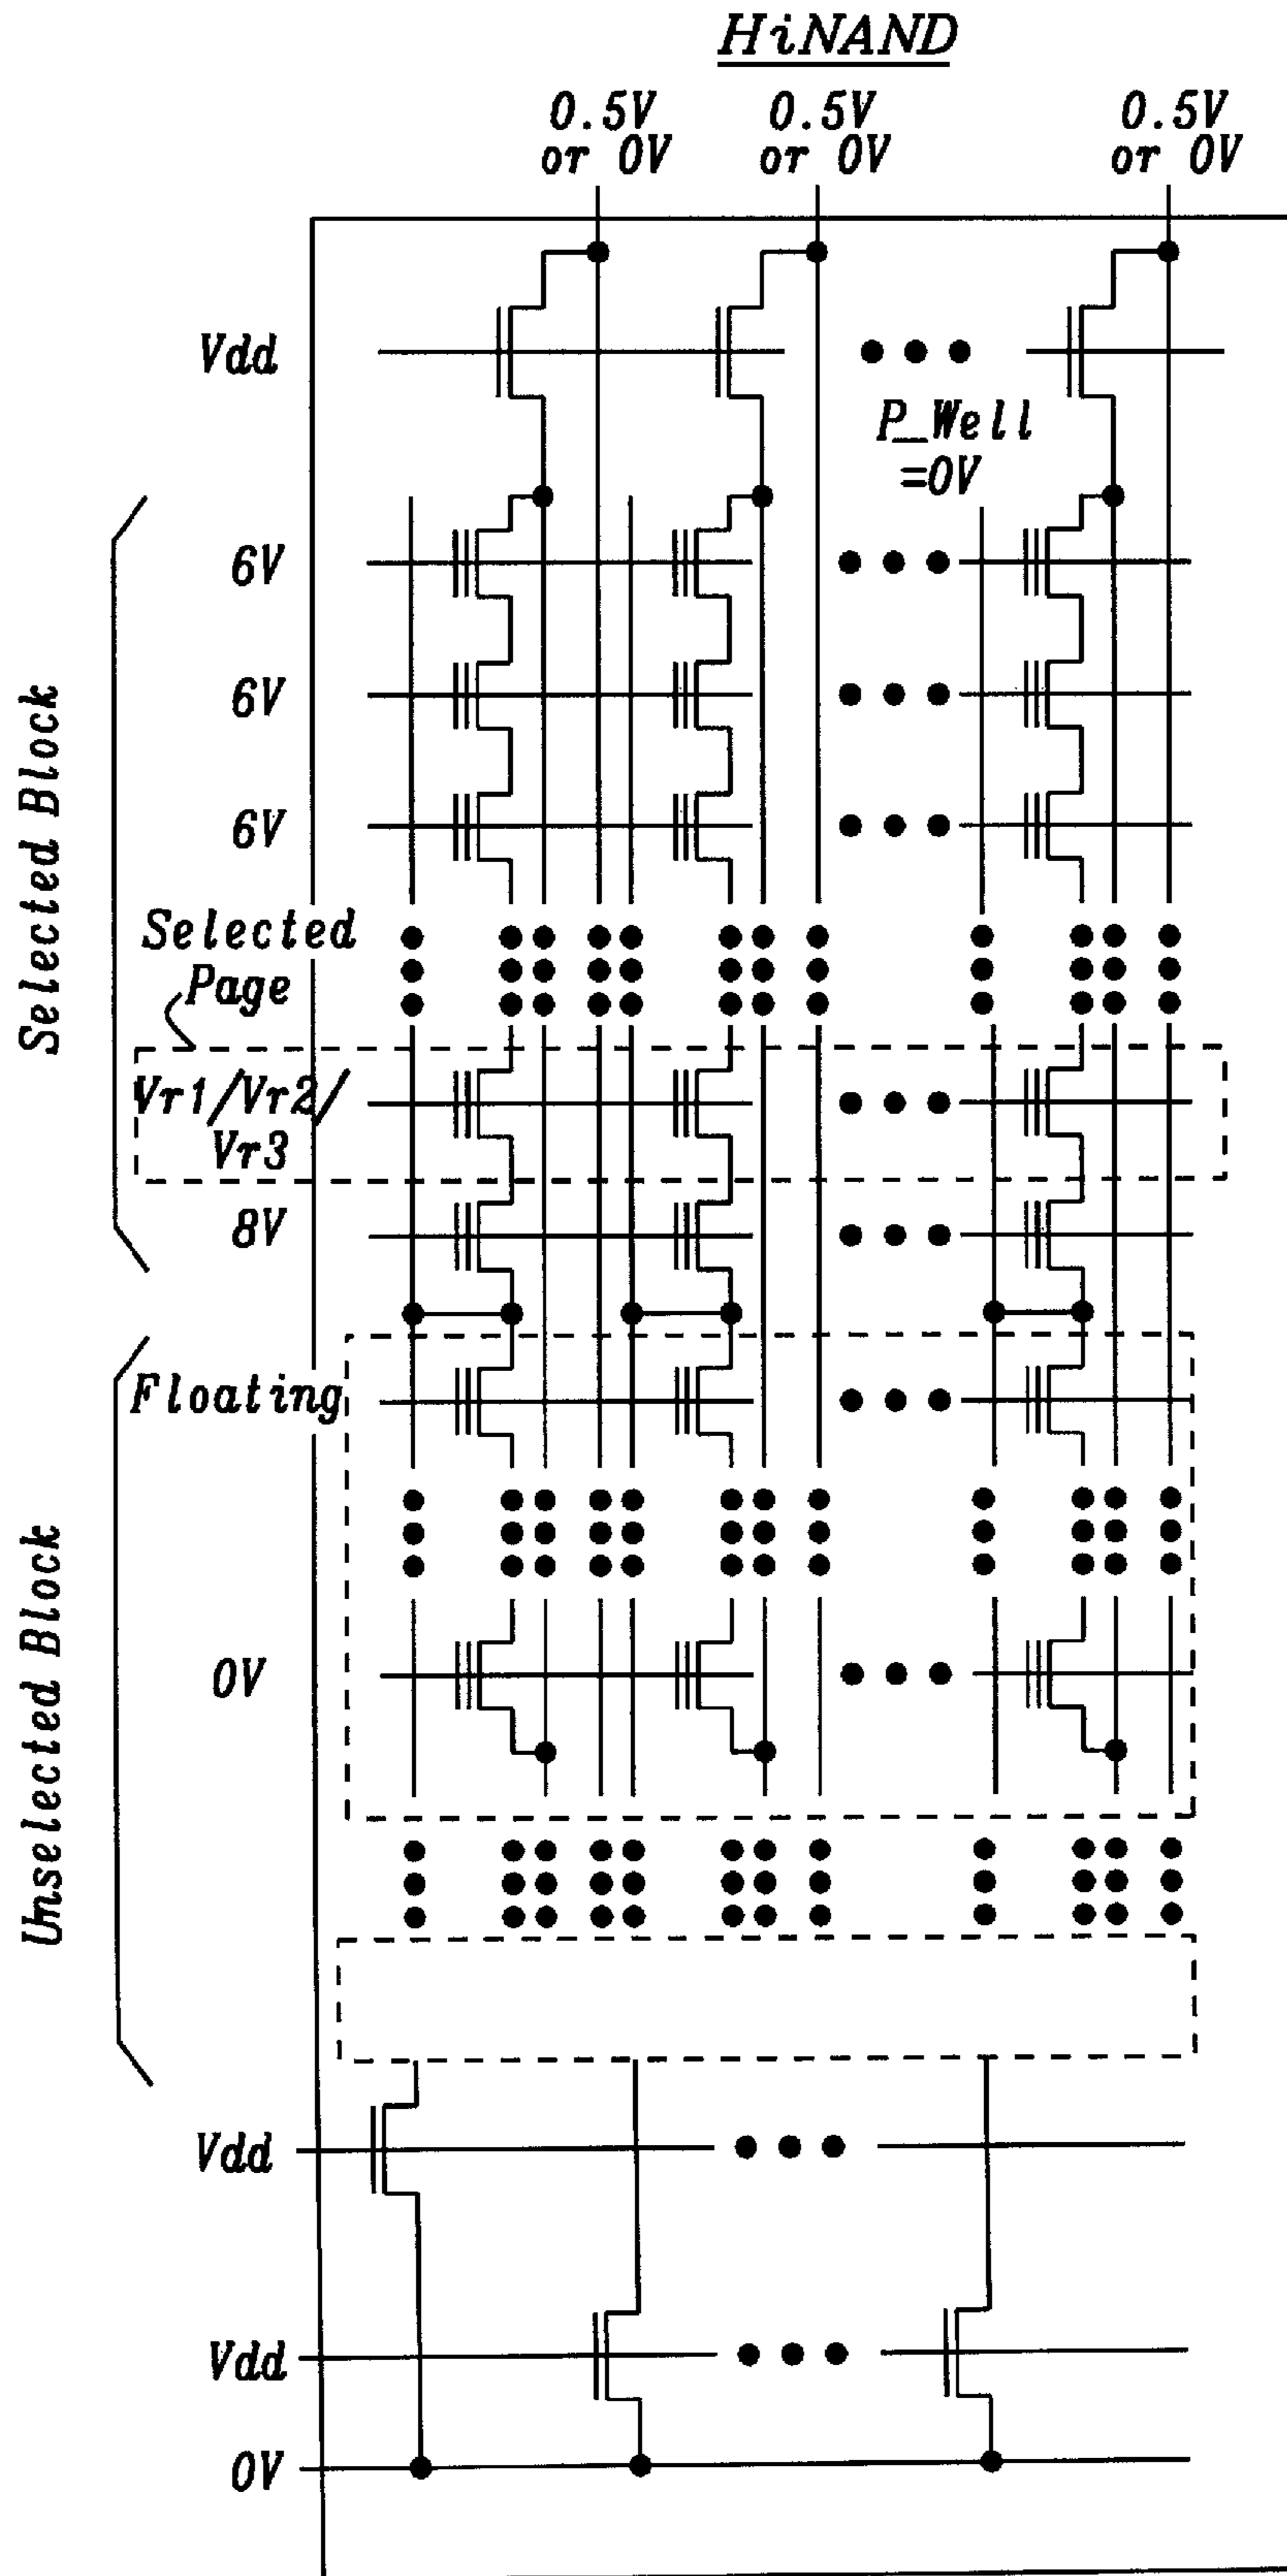 HiNAND
0.5V
or 0V
0.5V
or 0V
0.5V
or 0V
Vdd
P_Well
=0V
6V
6V
6V
Selected Block
Selected
Page
Vr1/Vr2/
Vr3
8V
Floating
Unselected Block
0V
Vdd
Vdd
0V